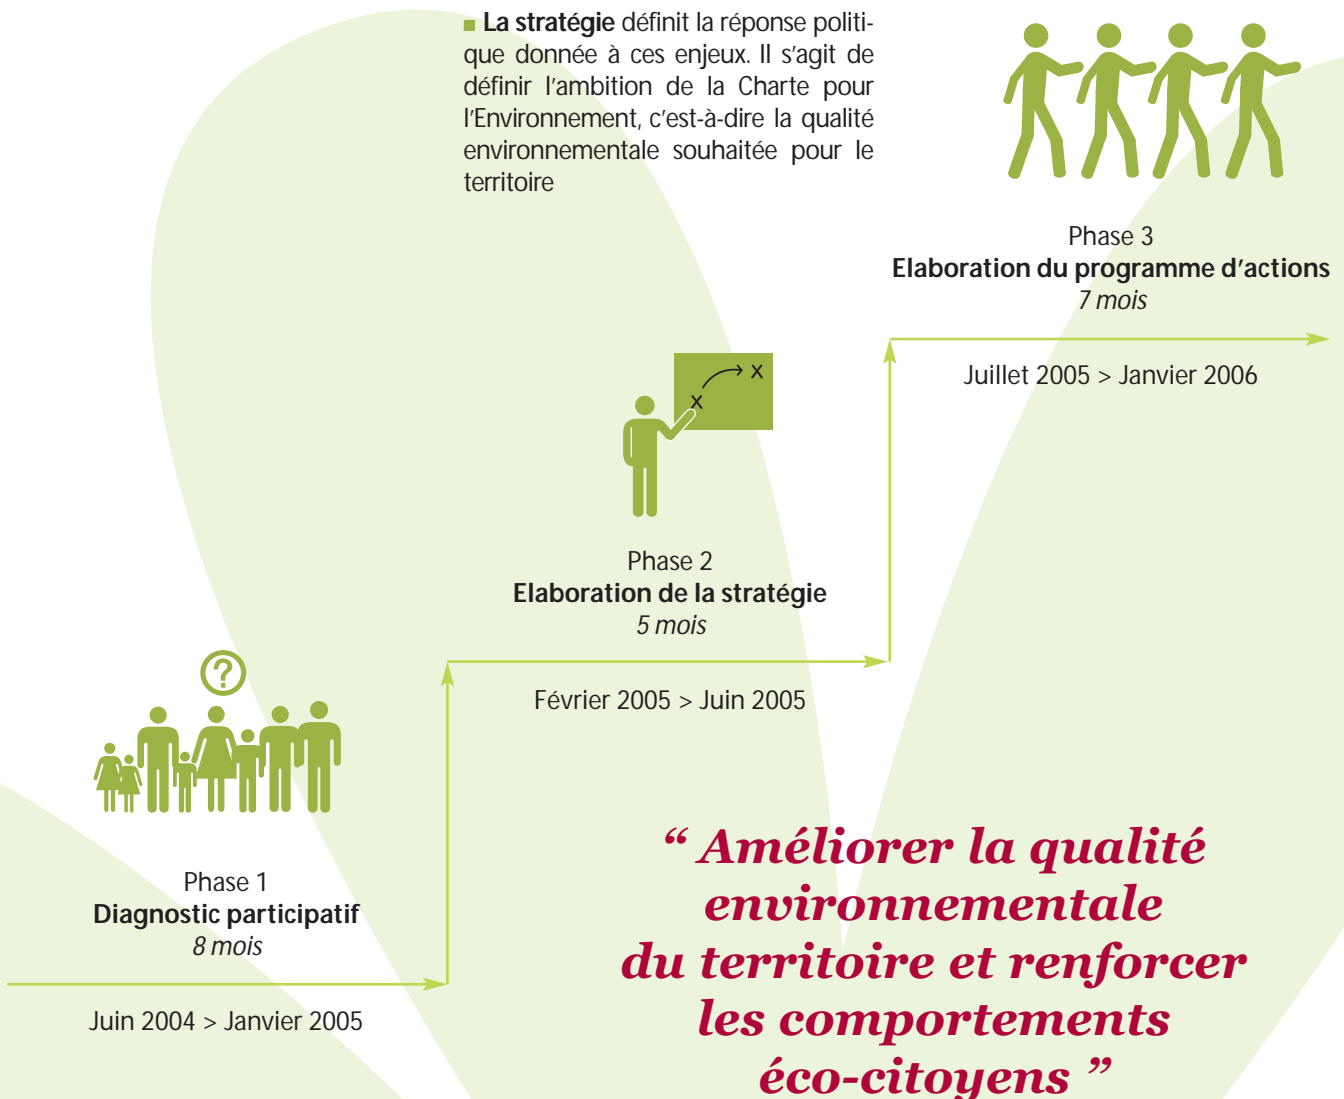 ■ La stratégie définit la réponse politi-
que donnée à ces enjeux. Il s'agit de
définir l'ambition de la Charte pour
l'Environnement, c'est-à-dire la qualité
environnementale souhaitée pour le
territoire
Phase 3
Elaboration du programme d'actions
7 mois
Juillet 2005 > Janvier 2006
x
x
Phase 2
Elaboration de la stratégie
5 mois
Février 2005 > Juin 2005
?
Phase 1
Diagnostic participatif
8 mois
Juin 2004 > Janvier 2005
“ Améliorer la qualité
environnementale
du territoire et renforcer
les comportements
éco-citoyens ”